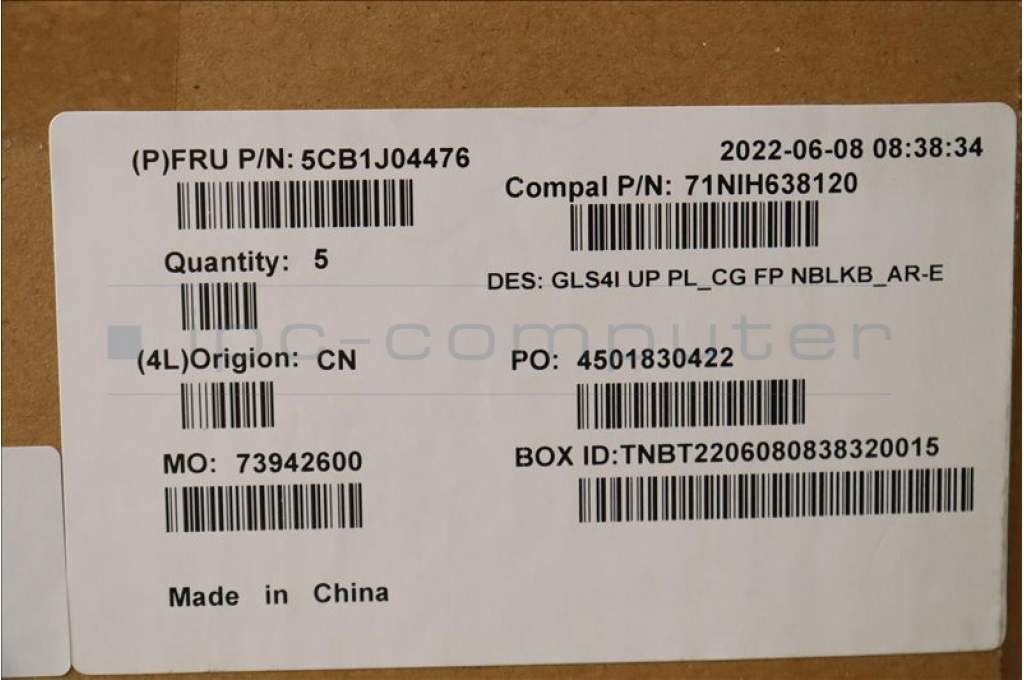 (P)FRU P/N: 5CB1J04476
2022-06-08 08:38:34
Compal P/N: 71NIH638120
Quantity: 5
DES: GLS4I UP PL_CG FP NBLKB_AR-E
ipc-computer
(4L)Origion: CN
PO: 4501830422
MO: 73942600
BOX ID:TNBT2206080838320015
Made in China